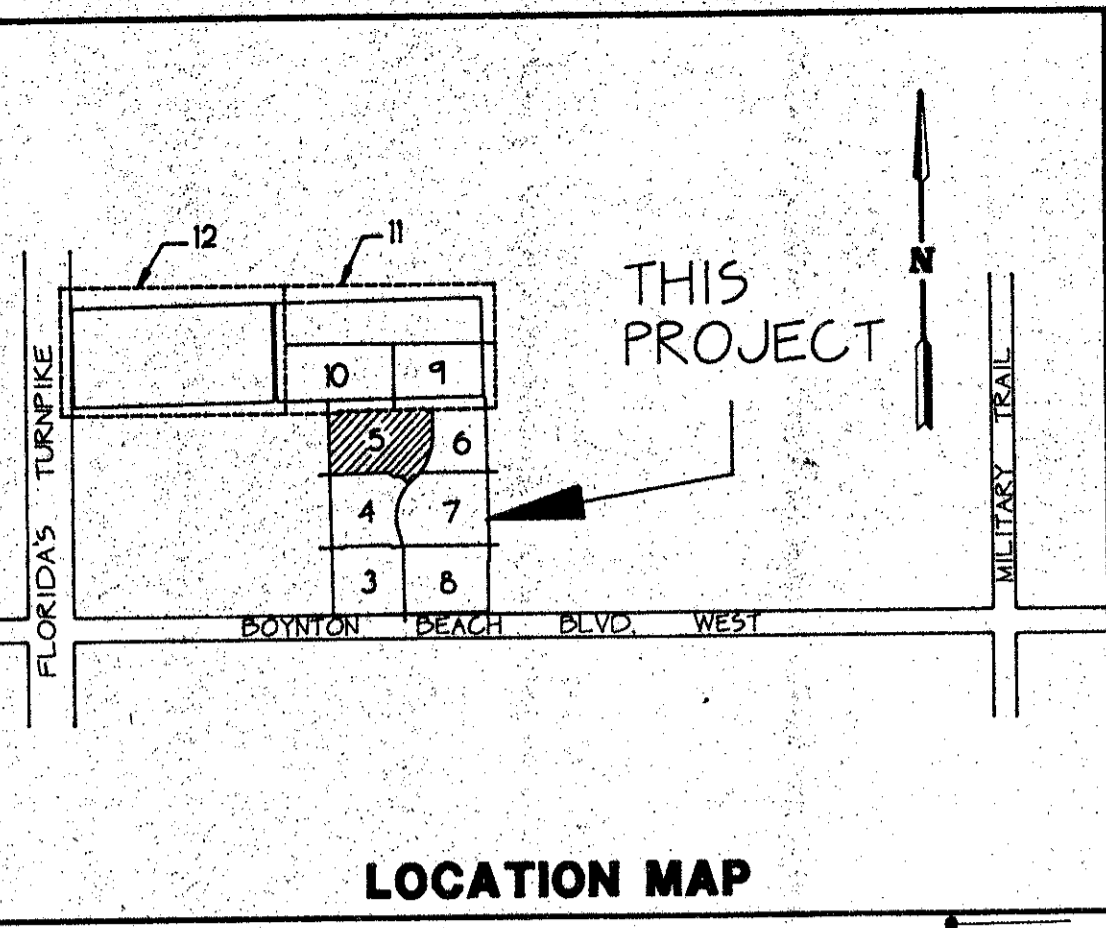 12
11
N
THIS
PROJECT
FLORIDA'S TURNPIKE
MILITARY TRAIL
10
9
5
6
4
7
3
8
BOYNTON BEACH BLVD. WEST
LOCATION MAP